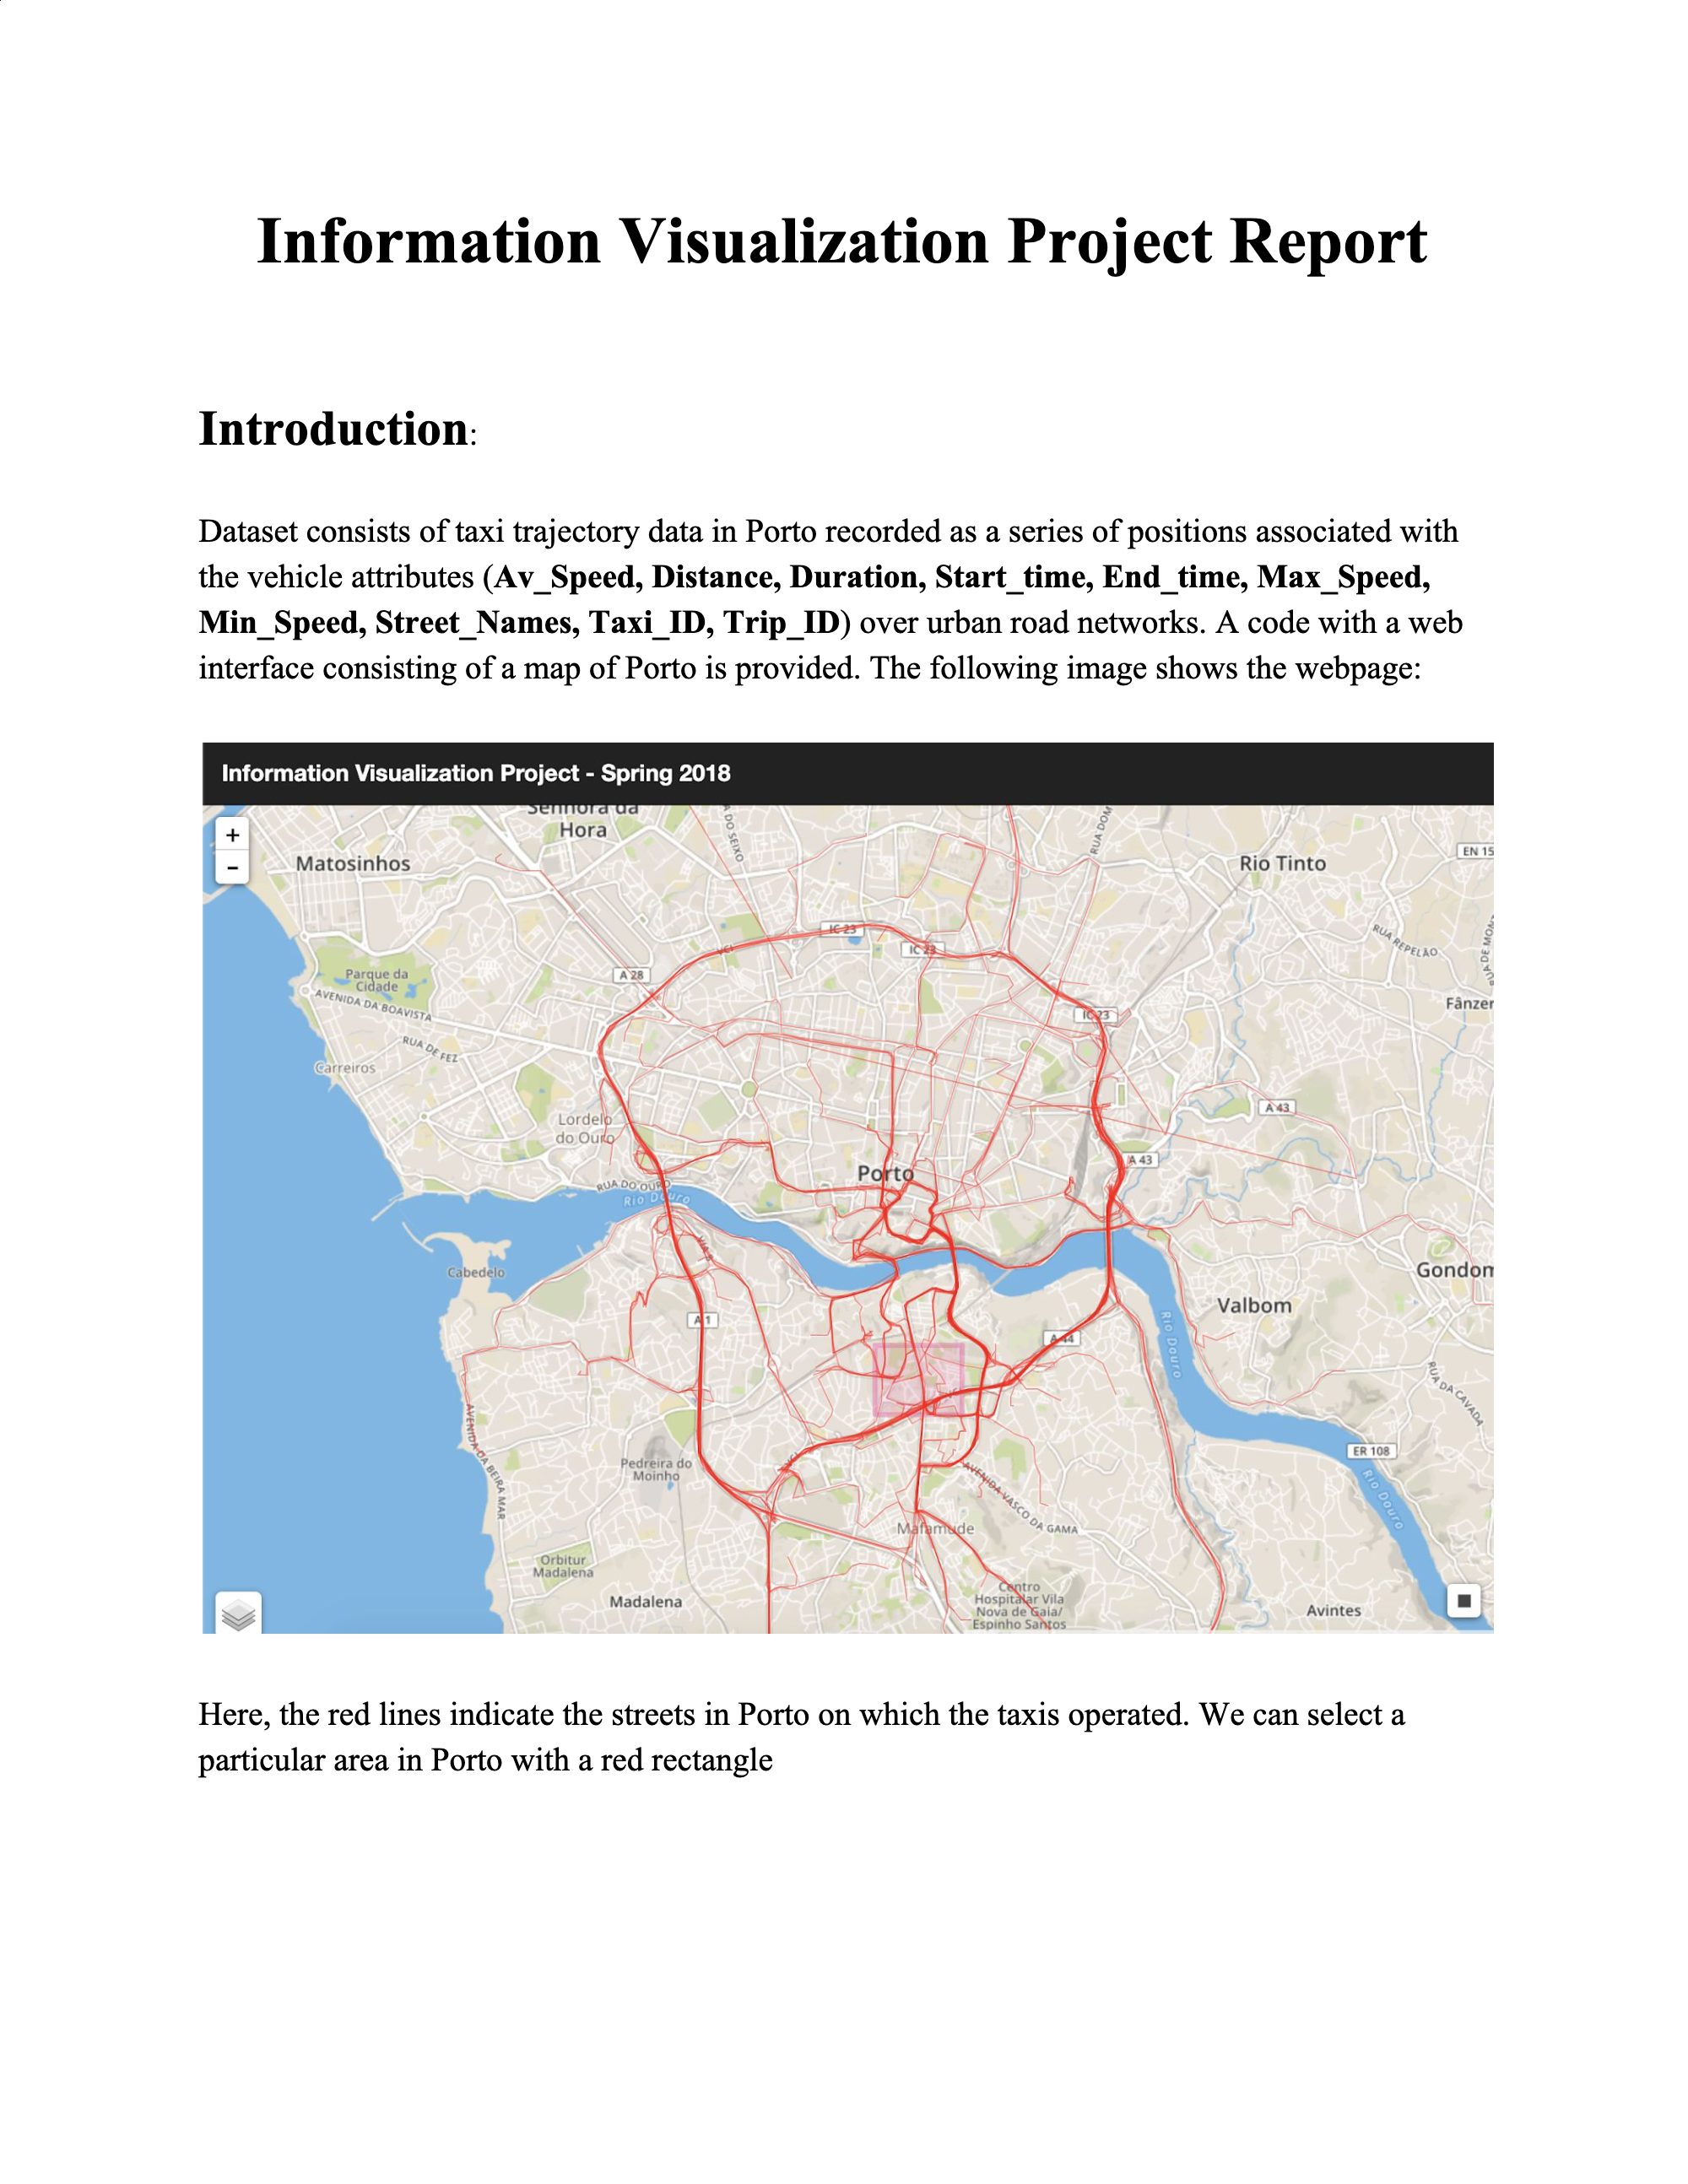 Information Visualization Project Report
Introduction:
Dataset consists of taxi trajectory data in Porto recorded as a series of positions associated with
the vehicle attributes (Av_Speed, Distance, Duration, Start_time, End_time, Max_Speed,
Min_Speed, Street_Names, Taxi_ID, Trip_ID) over urban road networks. A code with a web
interface consisting of a map of Porto is provided. The following image shows the webpage:
Information Visualization Project - Spring 2018
+
-
Senhora da
Hora
Matosinhos
A DO SEIXO
RUA DOM
Rio Tinto
EN 15
IC 23
IC 23
VCI
RUA REPELÃO
A 28
Parque da
Cidade
AVENIDA DA BOAVISTA
Fânzer
IC 23
RUA DE FEZ
Carreiros
A 43
Lordelo
do Ouro
A 43
Porto
RUA DO OURO
Rio Douro
Cabedelo
Gondom
Valbom
A 1
A 44
Rio Douro
RUA DA CAVADA
AVENIDA DA BEIRA MAR
ER 108
Pedreira do
Moinho
VCI
AVENIDA VASCO DA GAMA
Rio Douro
Mafamude
Orbitur
Madalena
Madalena
Centro
Hospitalar Vila
Nova de Gaia/
Espinho Santos
Avintes
Here, the red lines indicate the streets in Porto on which the taxis operated. We can select a
particular area in Porto with a red rectangle